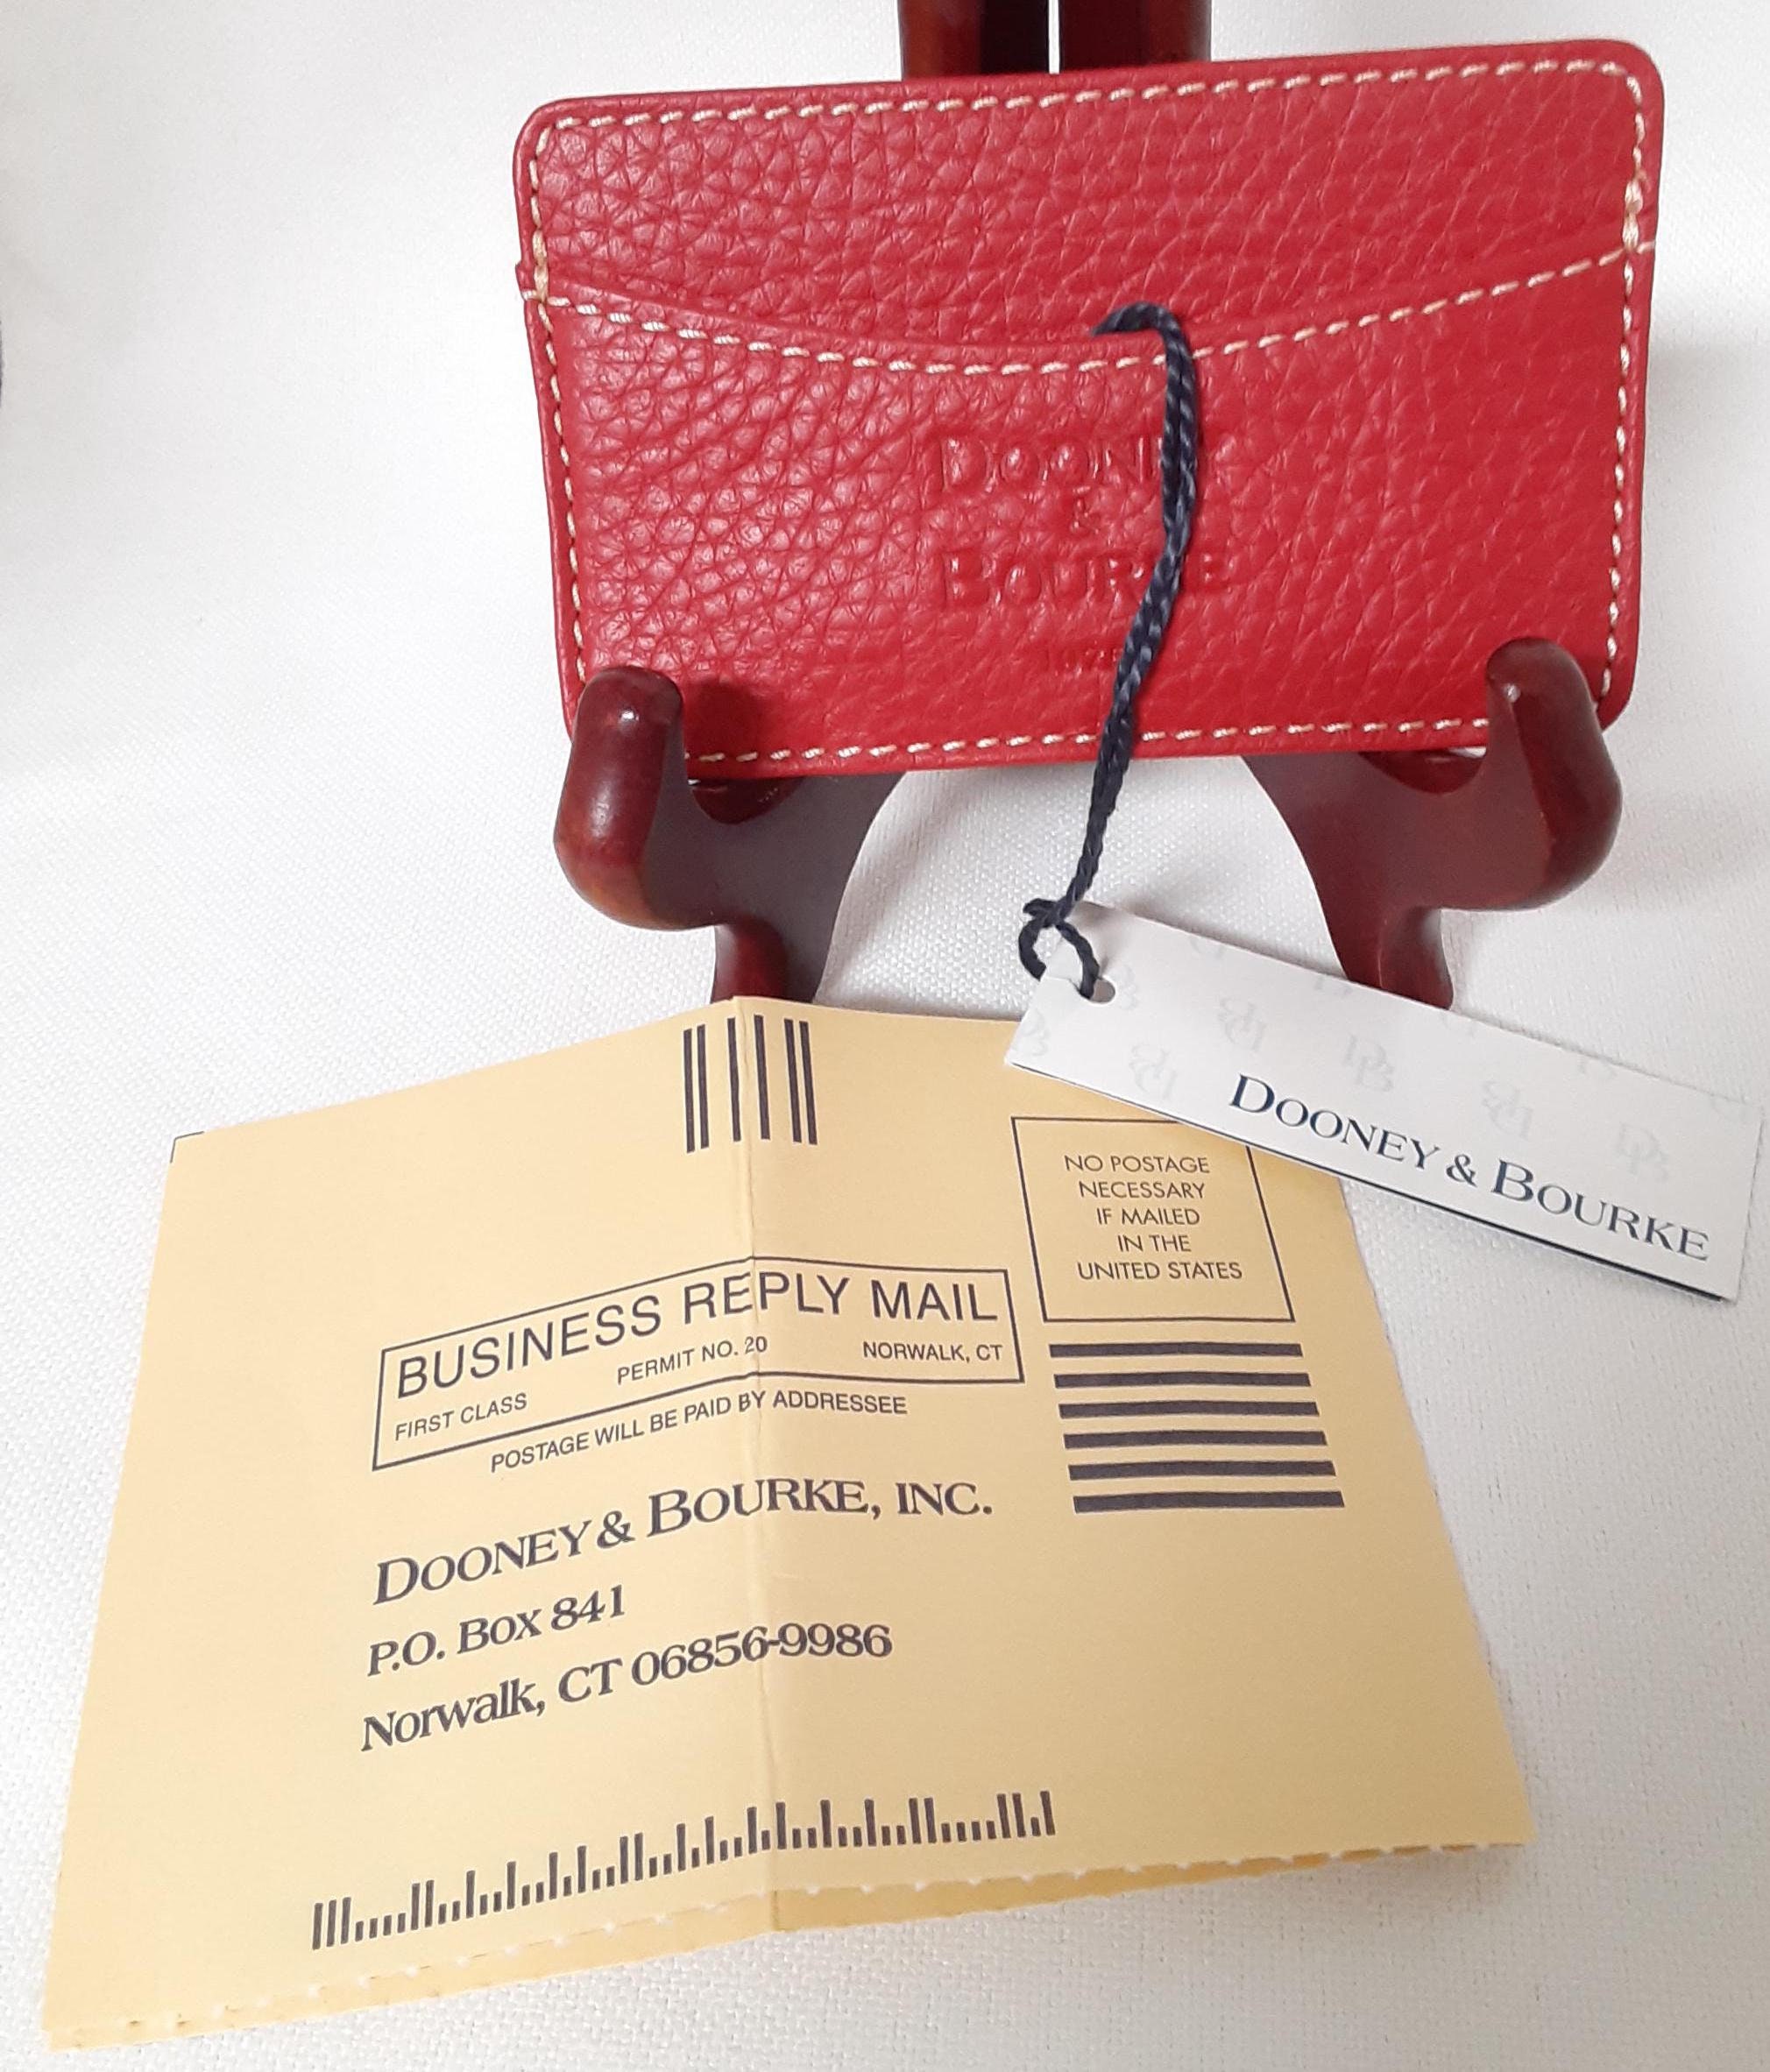 DOONEY
&
BOURKE
DOONEY & BOURKE
NO POSTAGE
NECESSARY
IF MAILED
IN THE
UNITED STATES
BUSINESS REPLY MAIL
FIRST CLASS PERMIT NO. 20 NORWALK, CT
POSTAGE WILL BE PAID BY ADDRESSEE
DOONEY & BOURKE, INC.
P.O. BOX 841
Norwalk, CT 06856-9986